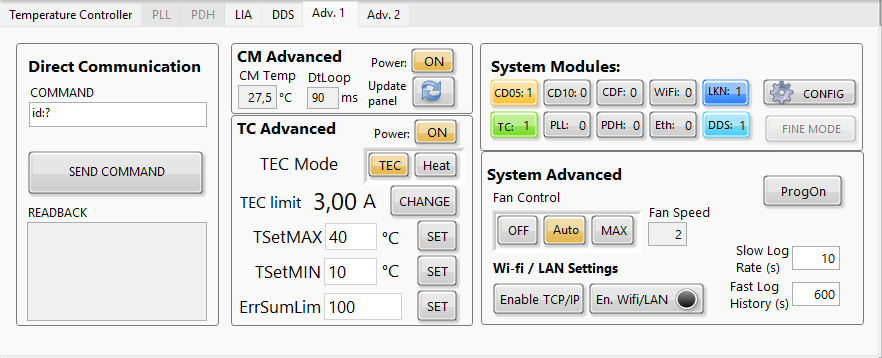 Temperature Controller PLL PDH LIA DDS Adv. 1 Adv. 2
Direct Communication
COMMAND
id:?
SEND COMMAND
READBACK
CM Advanced
Power: ON
CM Temp DtLoop
27,5 °C 90 ms
Update
panel
TC Advanced
Power: ON
TEC Mode TEC Heat
TEC limit 3,00 A CHANGE
TSetMAX 40 °C SET
TSetMIN 10 °C SET
ErrSumLim 100 SET
System Modules:
CD05: 1 CD10: 0 CDF: 0 WiFi: 0 LKN: 1 CONFIG
TC: 1 PLL: 0 PDH: 0 Eth: 0 DDS: 1 FINE MODE
System Advanced
Fan Control
OFF Auto MAX
Fan Speed
2
ProgOn
Wi-fi / LAN Settings
Enable TCP/IP En. Wifi/LAN
Slow Log
Rate (s) 10
Fast Log
History (s) 600